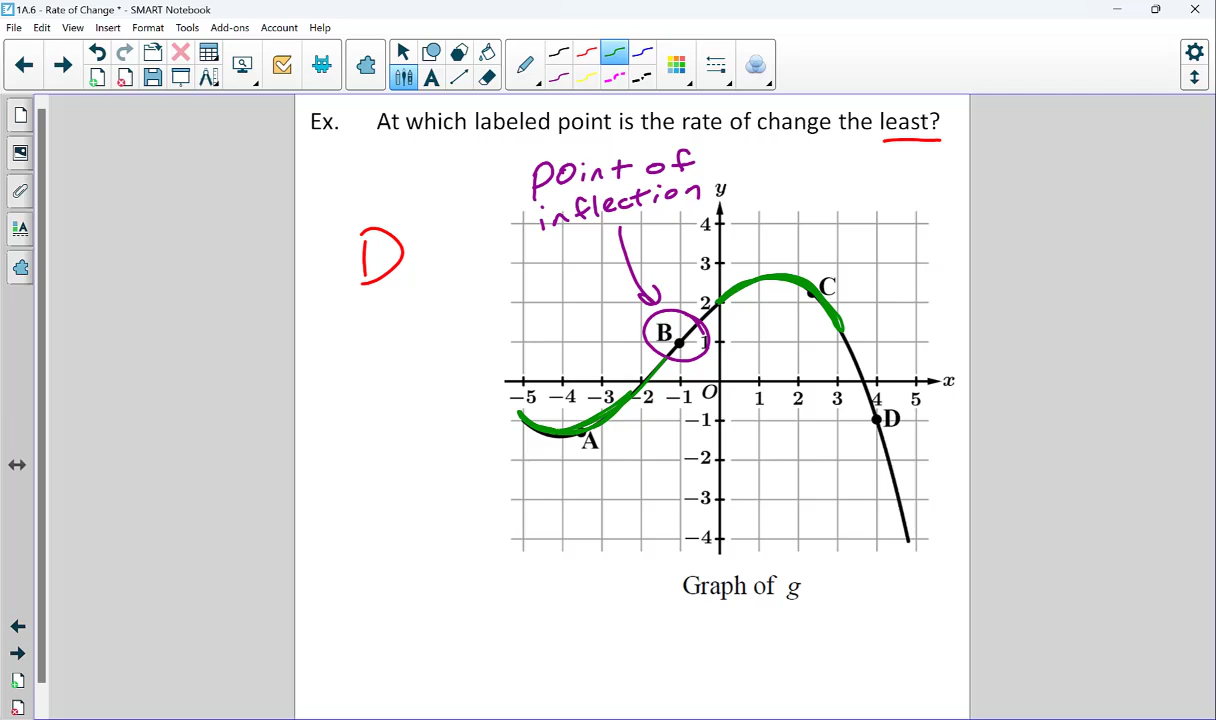 1A.6 - Rate of Change * - SMART Notebook
File Edit View Insert Format Tools Add-ons Account Help
Ex. At which labeled point is the rate of change the least?
point of
inflection
D
y
4
3
2
1
B
C
x
O
−5 −4 −3 −2 −1 1 2 3 4 5
A
D
−1
−2
−3
−4
Graph of g